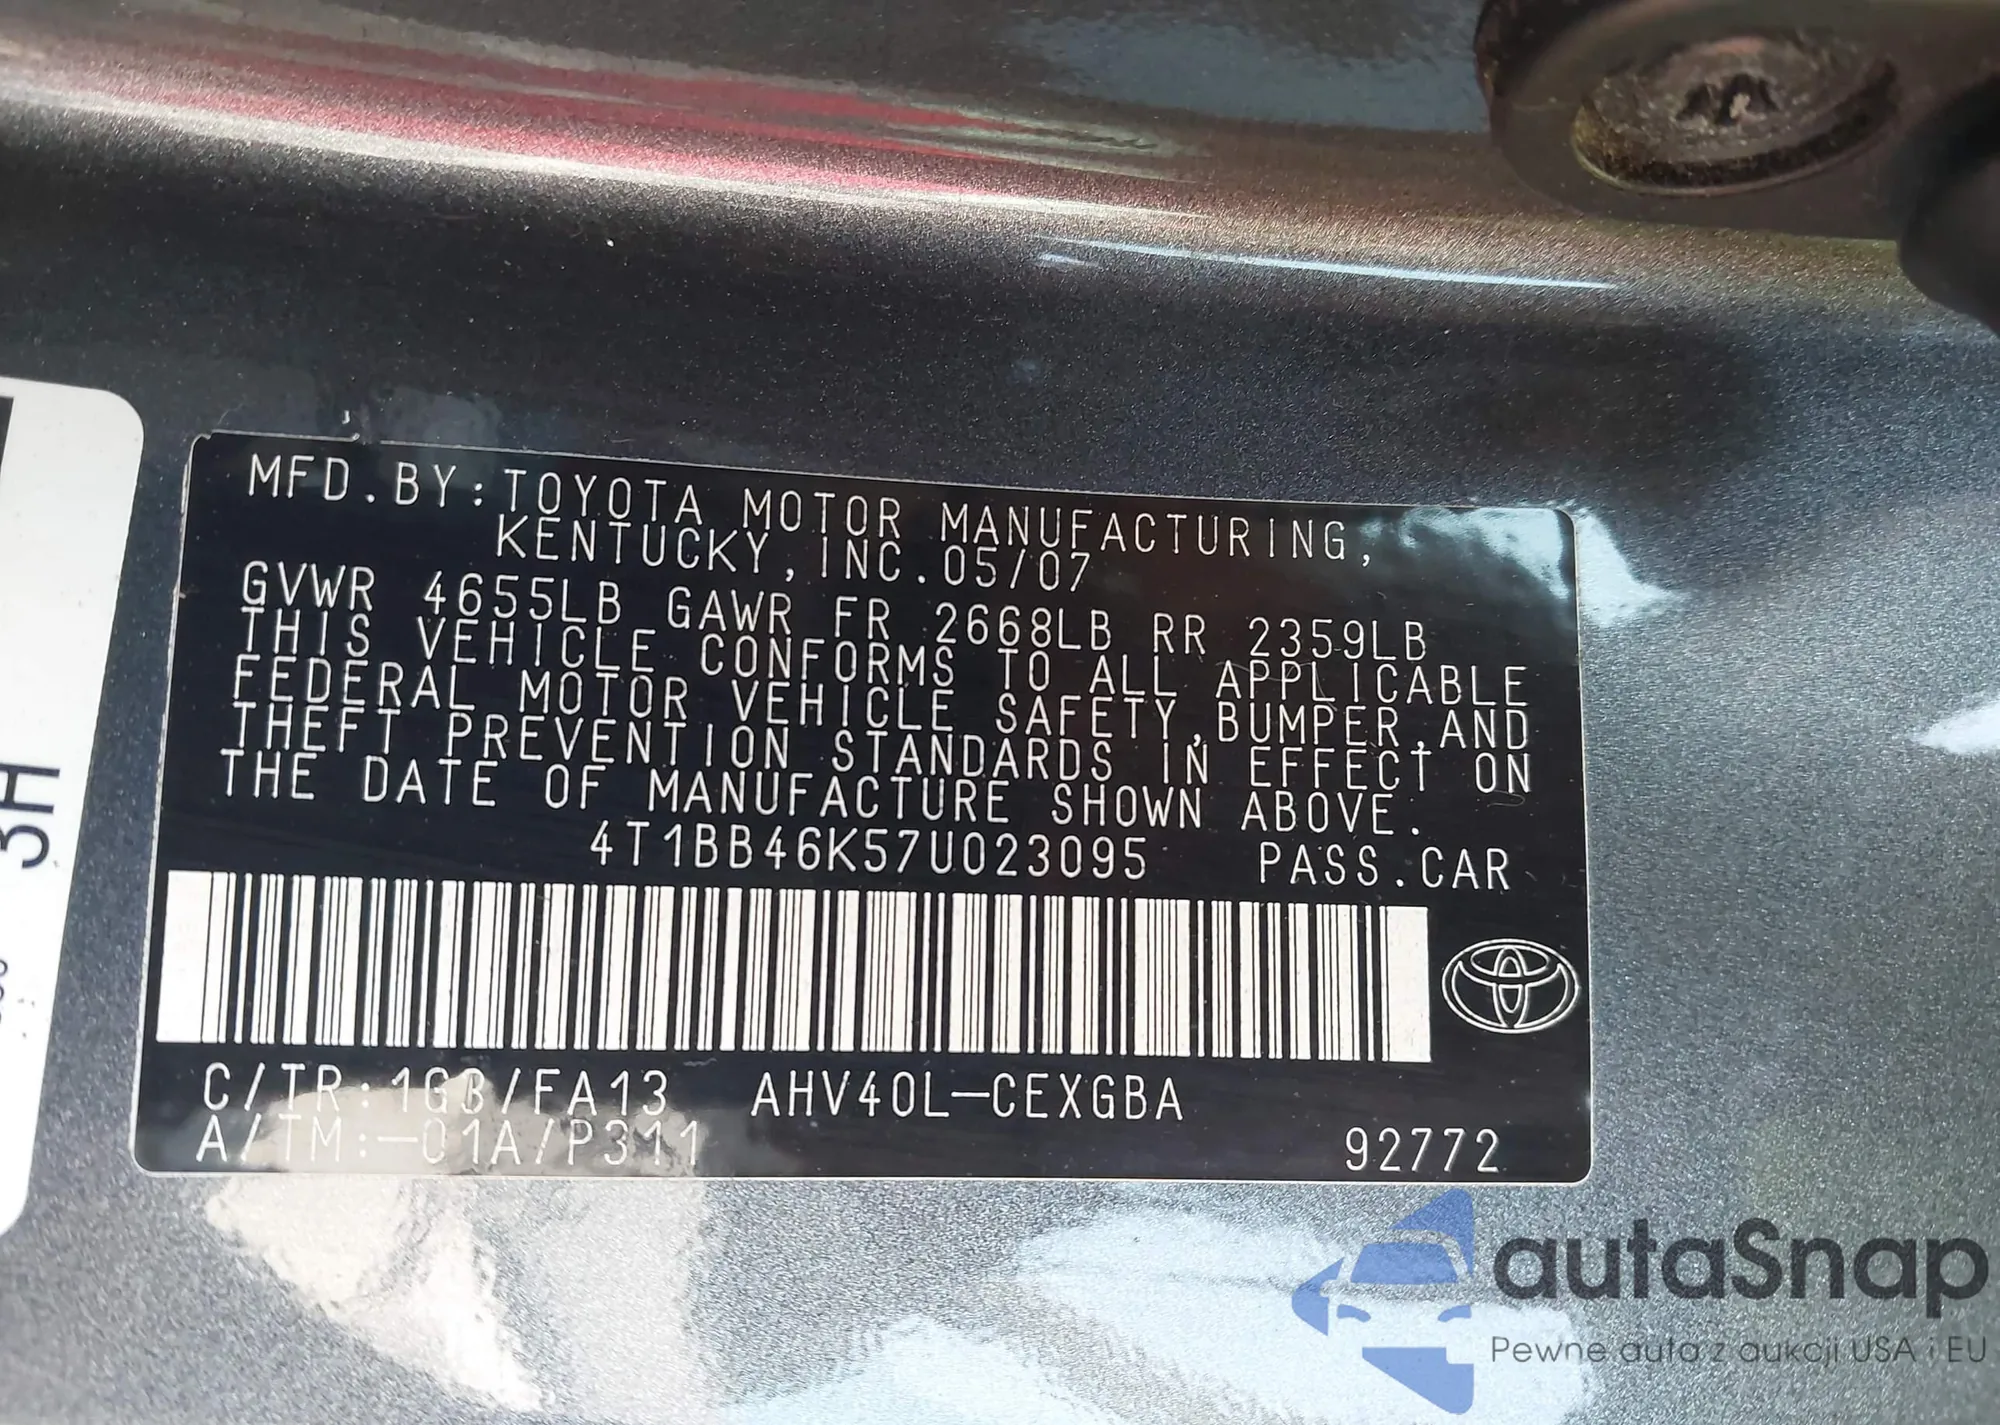 MFD.BY:TOYOTA MOTOR MANUFACTURING,
KENTUCKY,INC.05/07
GVWR 4655LB GAWR FR 2668LB RR 2359LB
THIS VEHICLE CONFORMS TO ALL APPLICABLE
FEDERAL MOTOR VEHICLE SAFETY,BUMPER,AND
THEFT PREVENTION STANDARDS IN EFFECT ON
THE DATE OF MANUFACTURE SHOWN ABOVE.
4T1BB46K57U023095 PASS.CAR
C/TR:1G3/FA13 AHV40L-CEXGBA
A/TM:-01A/P311
92772
3H
autaSnap
Pewne auta z aukcji USA i EU